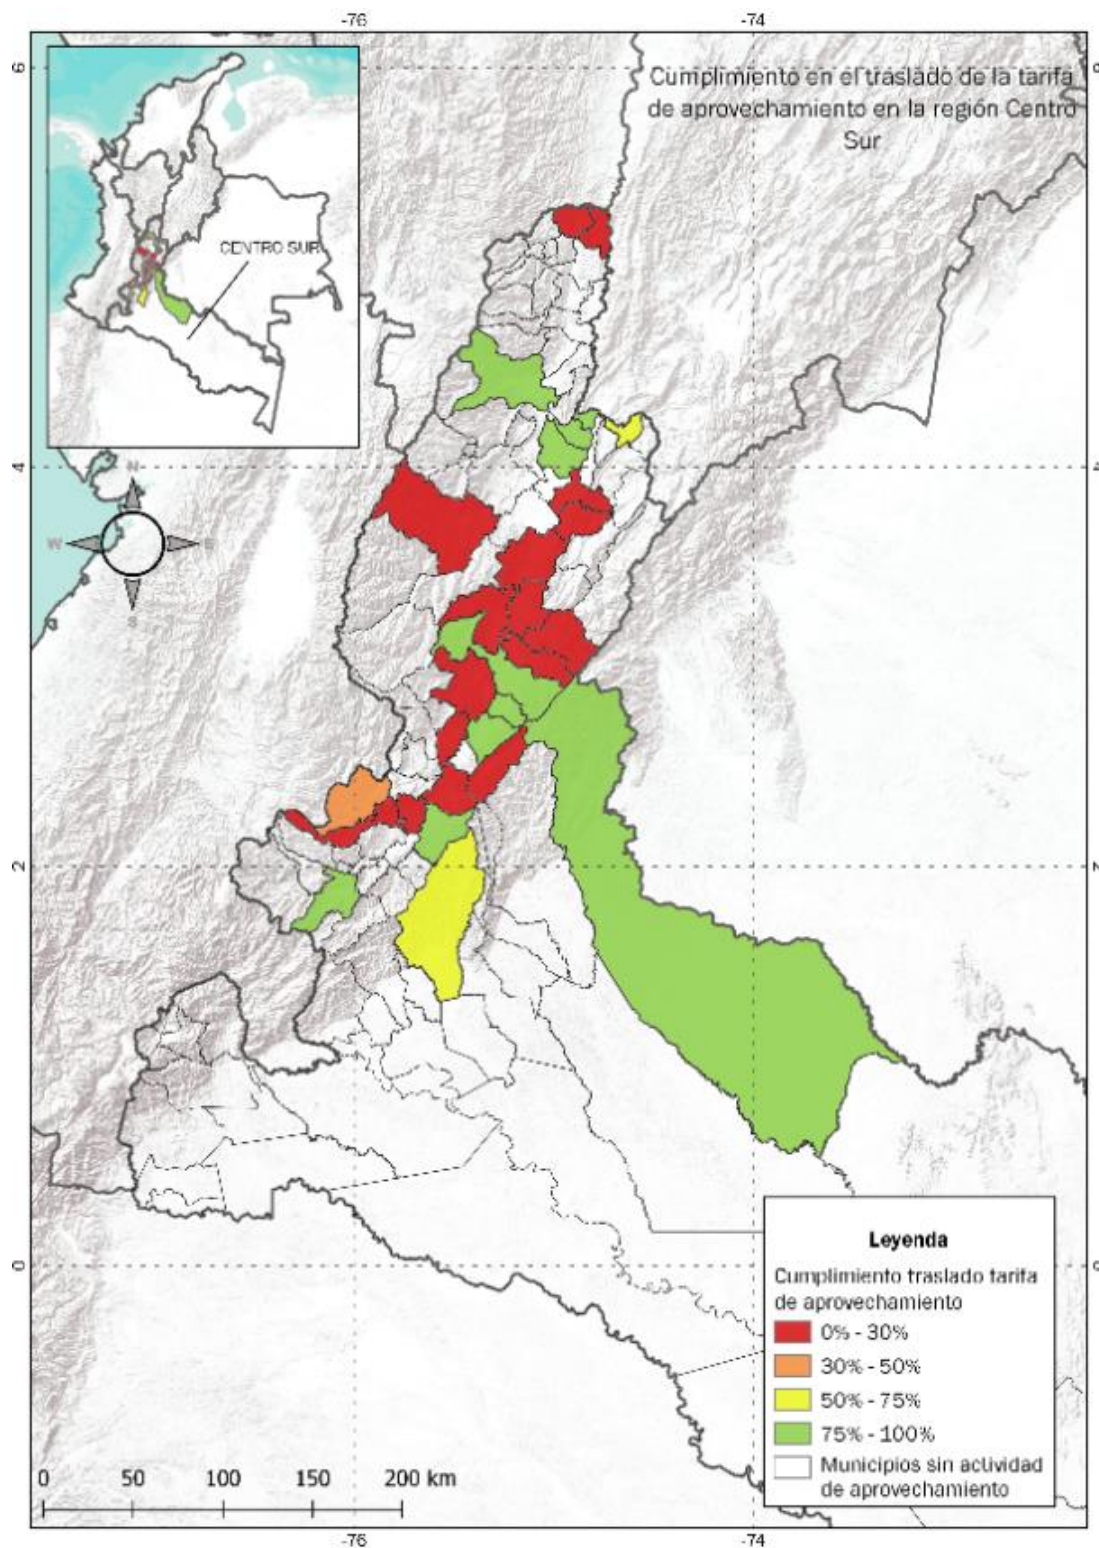 -76
-74
6
Cumplimiento en el traslado de la tarifa
de aprovechamiento en la región Centro
Sur
CENTRO SUR
4
N
W
E
S
2
2
0
Leyenda
Cumplimiento traslado tarifa
de aprovechamiento
0% - 30%
30% - 50%
50% - 75%
75% - 100%
Municipios sin actividad
de aprovechamiento
0
50
100
150
200 km
-76
-74